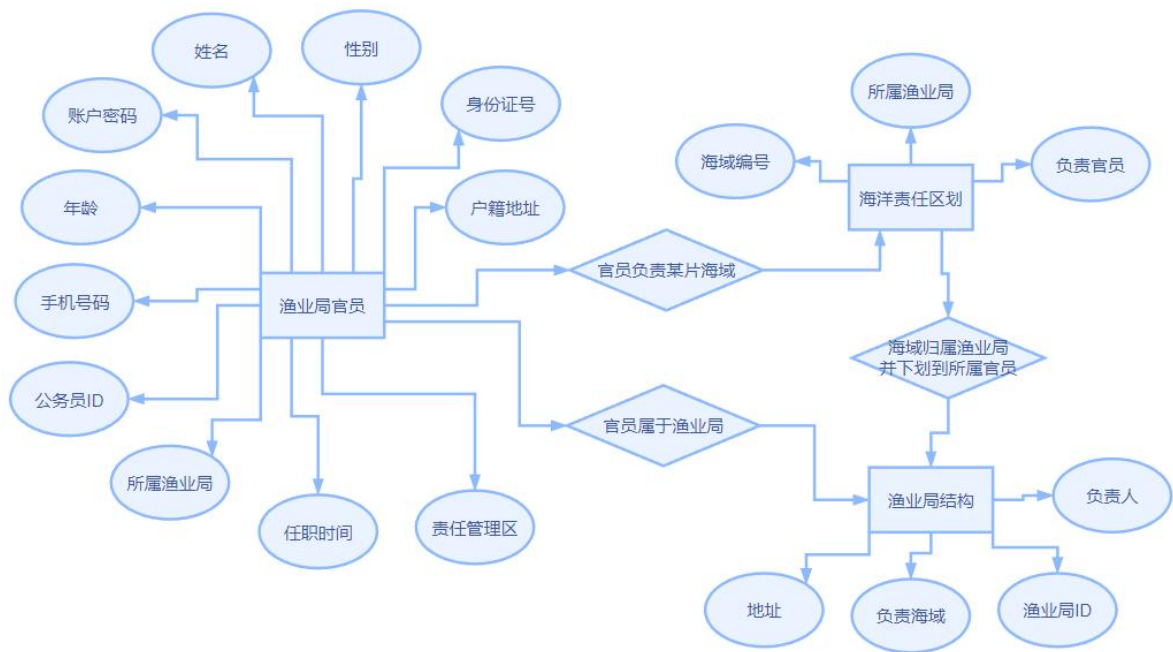 姓名
性别
账户密码
身份证号
年龄
户籍地址
手机号码
渔业局官员
公务员ID
所属渔业局
任职时间
责任管理区
官员负责某片海域
官员属于渔业局
所属渔业局
海域编号
负责官员
海洋责任区划
海域归属渔业局
并下划到所属官员
渔业局结构
负责人
地址
负责海域
渔业局ID